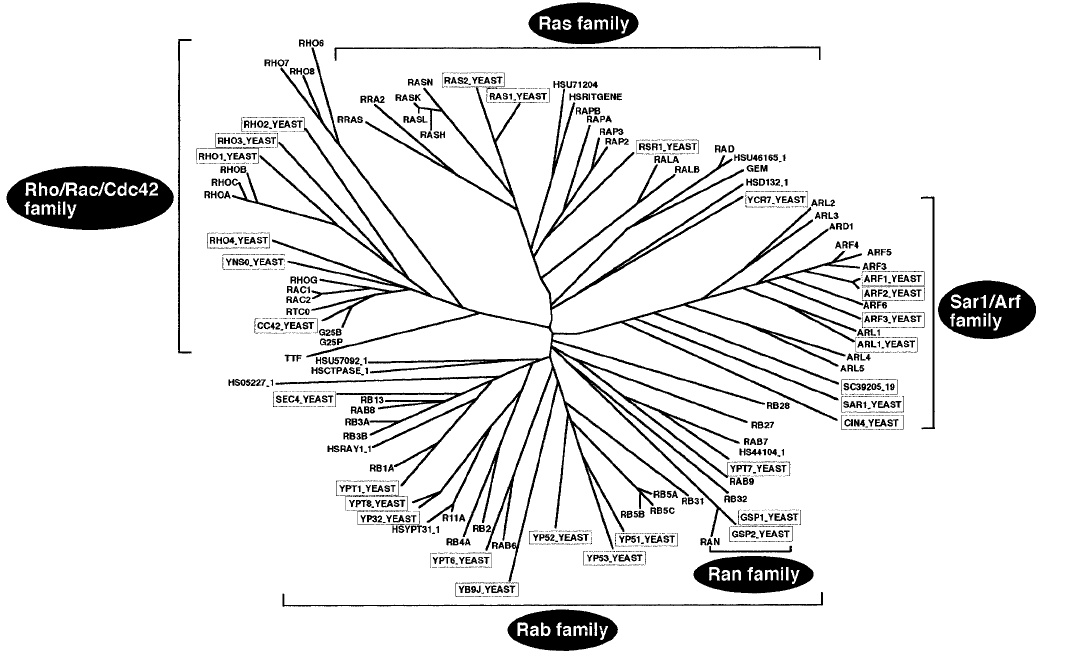 Ras family
RHO6
RHO7
RHO8
RASN
RAS2_YEAST
RAS1_YEAST
HSU71204
HSRITGENE
RRA2
RASK
RASL
RASH
RRAS
RAPB
RAPA
RAP3
RAP2
RSR1_YEAST
RALA
RALB
RAD
HSU46165_1
GEM
HSD132_1
YCR7_YEAST
RHO2_YEAST
RHO3_YEAST
RHO1_YEAST
RHOB
RHOC
RHOA
Rho/Rac/Cdc42
family
RHO4_YEAST
YNS0_YEAST
RHOG
RAC1
RAC2
RTC0
CC42_YEAST
G25B
G25P
TTF
ARL2
ARL3
ARD1
ARF4
ARF5
ARF3
ARF1_YEAST
ARF2_YEAST
ARF6
ARF3_YEAST
ARL1
ARL1_YEAST
ARL4
ARL5
SC39205_19
SAR1_YEAST
CIN4_YEAST
Sar1/Arf
family
HSU57092_1
HSCTPASE_1
HS05227_1
SEC4_YEAST
RB13
RAB8
RB3A
RB3B
HSRAY1_1
RB1A
YPT1_YEAST
YPT8_YEAST
YP32_YEAST
HSYPT31_1
R11A
RB4A
RB2
YPT6_YEAST
RAB6
YB9J_YEAST
YP52_YEAST
YP53_YEAST
YP51_YEAST
RB5B
RB5C
RB5A
RB31
RB28
RB27
RAB7
HS44104_1
YPT7_YEAST
RAB9
RB32
GSP1_YEAST
GSP2_YEAST
RAN
Ran family
Rab family